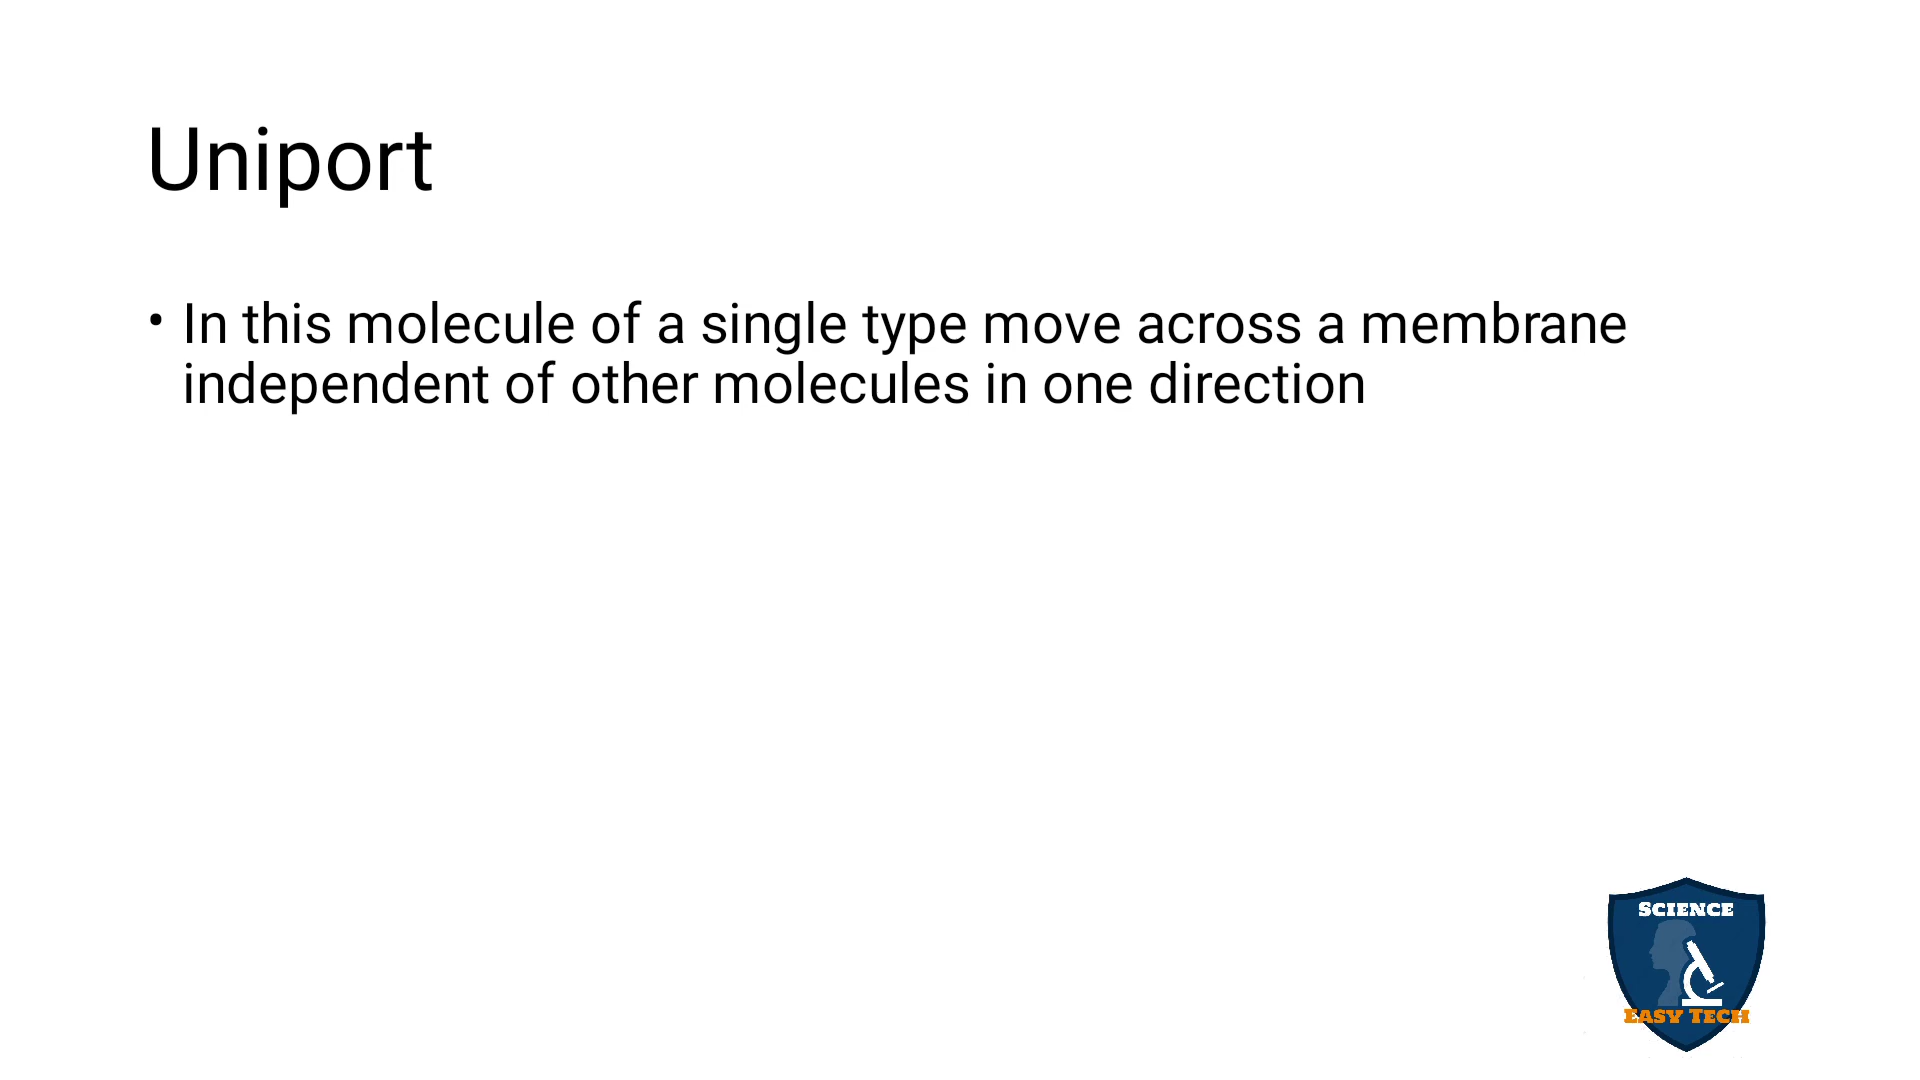 Uniport
• In this molecule of a single type move across a membrane
independent of other molecules in one direction
SCIENCE
EASY TECH